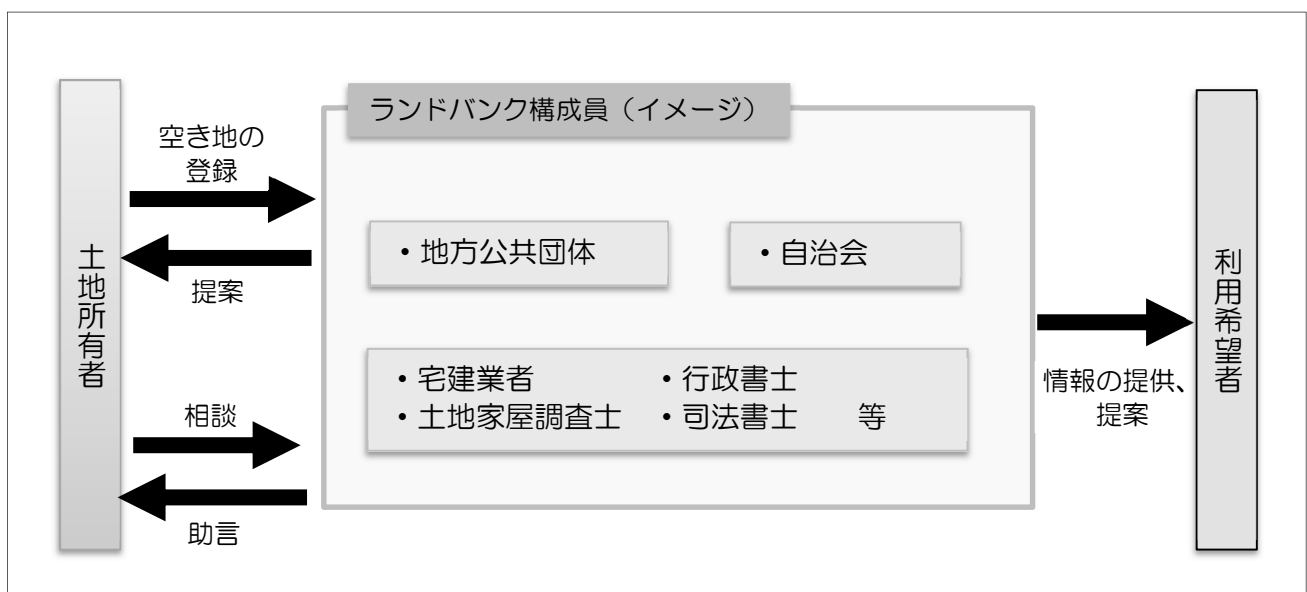 ランドバンク構成員（イメージ）
土地所有者
空き地の
登録
提案
相談
助言
・地方公共団体
・自治会
・宅建業者
・行政書士
・土地家屋調査士
・司法書士 等
情報の提供、
提案
利用希望者